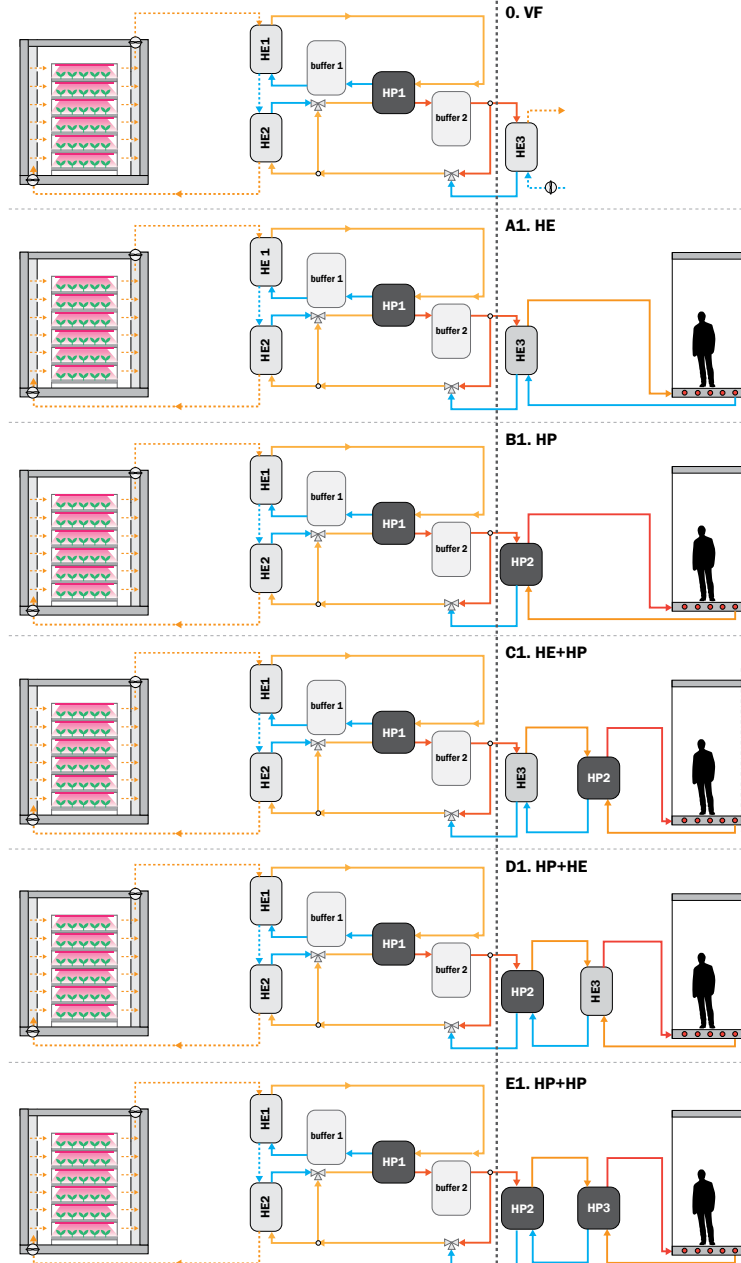 0. VF
HE1
buffer 1
HP1
buffer 2
HE2
HE3
A1. HE
HE 1
buffer 1
HP1
buffer 2
HE2
HE3
B1. HP
HE1
buffer 1
HP1
buffer 2
HE2
HP2
C1. HE+HP
HE1
buffer 1
HP1
buffer 2
HE2
HE3
HP2
D1. HP+HE
HE1
buffer 1
HP1
buffer 2
HE2
HP2
HE3
E1. HP+HP
HE1
buffer 1
HP1
buffer 2
HE2
HP2
HP3